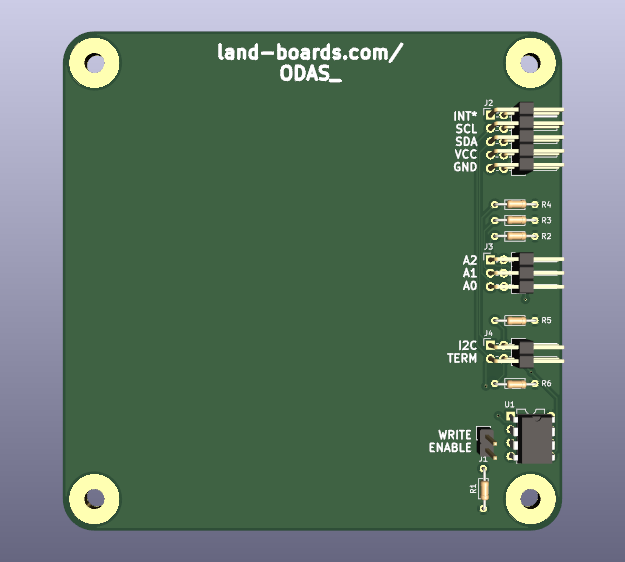 land-boards.com/
ODAS_
J2
INT*
SCL
SDA
VCC
GND
R4
R3
R2
J3
A2
A1
A0
R5
J4
I2C
TERM
R6
U1
WRITE
ENABLE
J1
R1